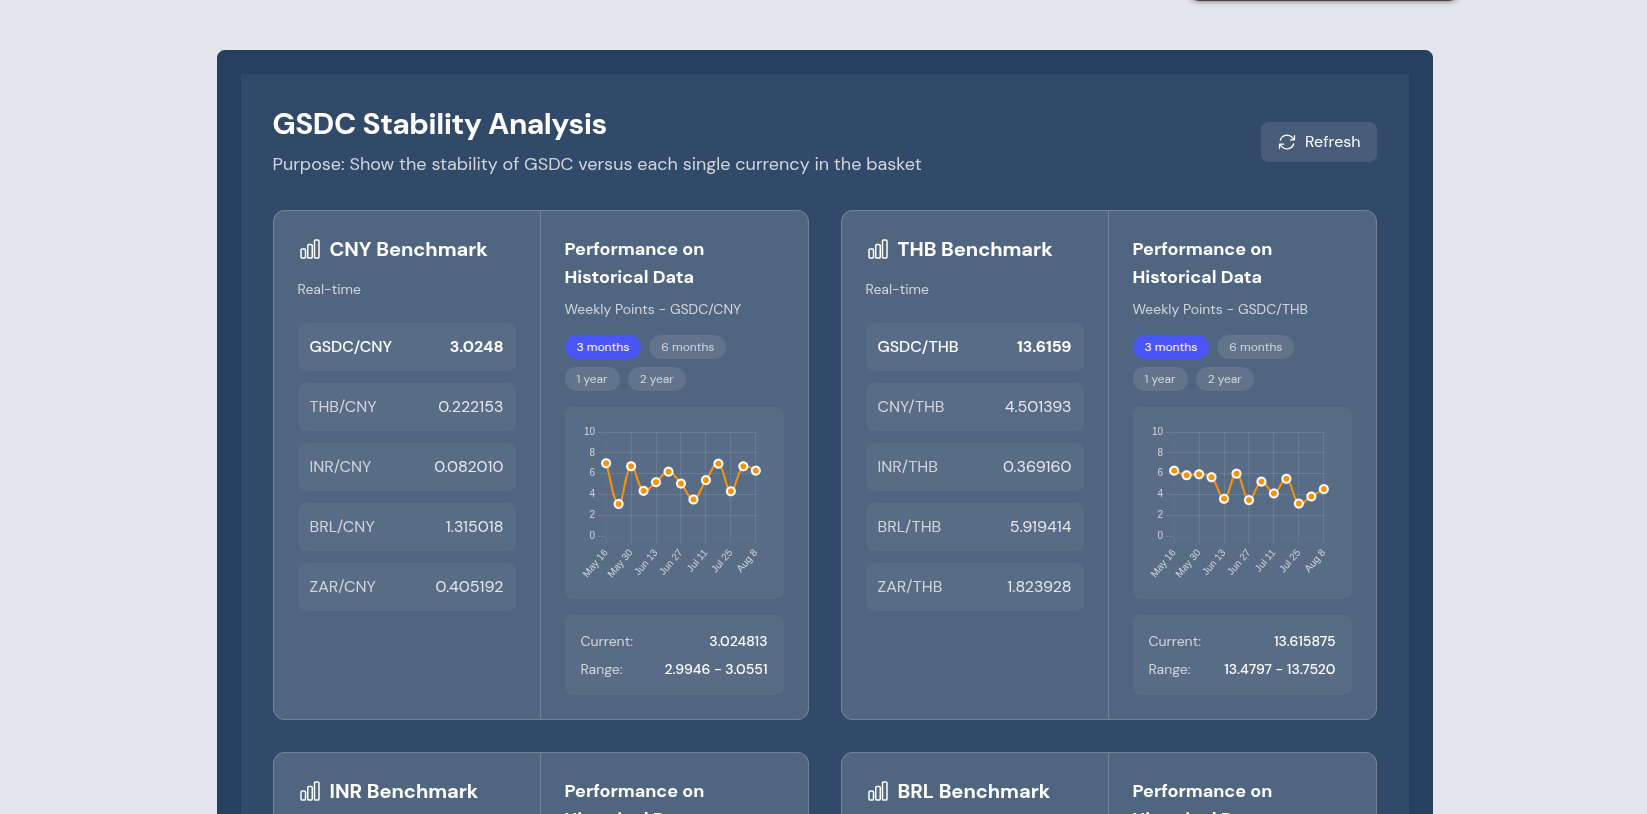 GSDC Stability Analysis
Purpose: Show the stability of GSDC versus each single currency in the basket
Refresh
CNY Benchmark
Real-time
GSDC/CNY 3.0248
THB/CNY 0.222153
INR/CNY 0.082010
BRL/CNY 1.315018
ZAR/CNY 0.405192
Performance on
Historical Data
Weekly Points - GSDC/CNY
3 months 6 months
1 year 2 year
10
8
6
4
2
0
May 16 May 30 Jun 13 Jun 27 Jul 11 Jul 25 Aug 8
Current: 3.024813
Range: 2.9946 - 3.0551
THB Benchmark
Real-time
GSDC/THB 13.6159
CNY/THB 4.501393
INR/THB 0.369160
BRL/THB 5.919414
ZAR/THB 1.823928
Performance on
Historical Data
Weekly Points - GSDC/THB
3 months 6 months
1 year 2 year
10
8
6
4
2
0
May 16 May 30 Jun 13 Jun 27 Jul 11 Jul 25 Aug 8
Current: 13.615875
Range: 13.4797 - 13.7520
INR Benchmark
Performance on
BRL Benchmark
Performance on